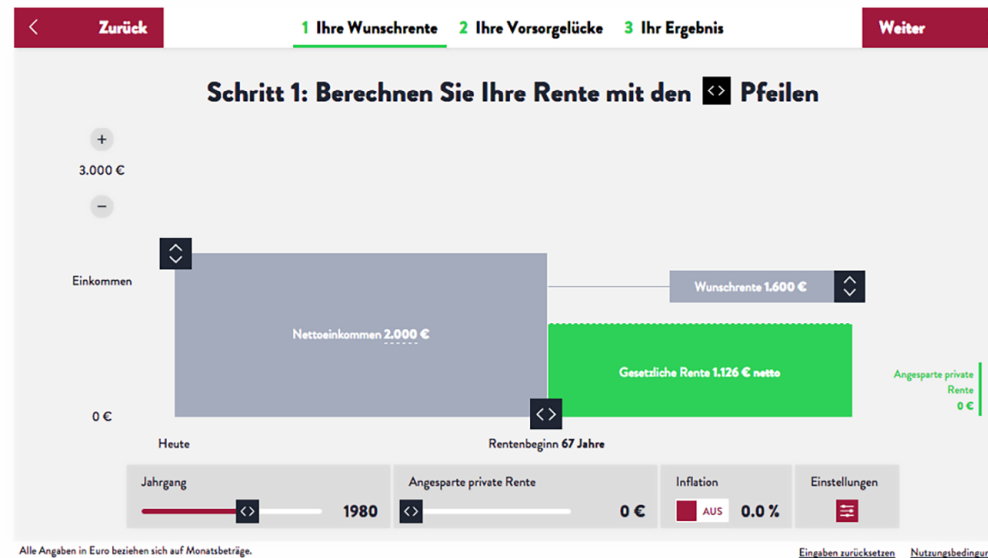 Zurück
1 Ihre Wunschrente 2 Ihre Vorsorgelücke 3 Ihr Ergebnis
Weiter
Schritt 1: Berechnen Sie Ihre Rente mit den <> Pfeilen
+
3.000 €
−
Einkommen
Wunschrente 1.600 €
Nettoeinkommen 2.000 €
Gesetzliche Rente 1.126 € netto
Angesparte private
Rente
0 €
0 €
Heute
Rentenbeginn 67 Jahre
Jahrgang
1980
Angesparte private Rente
0 €
Inflation
AUS 0.0 %
Einstellungen
Alle Angaben in Euro beziehen sich auf Monatsbeträge.
Eingaben zurücksetzen